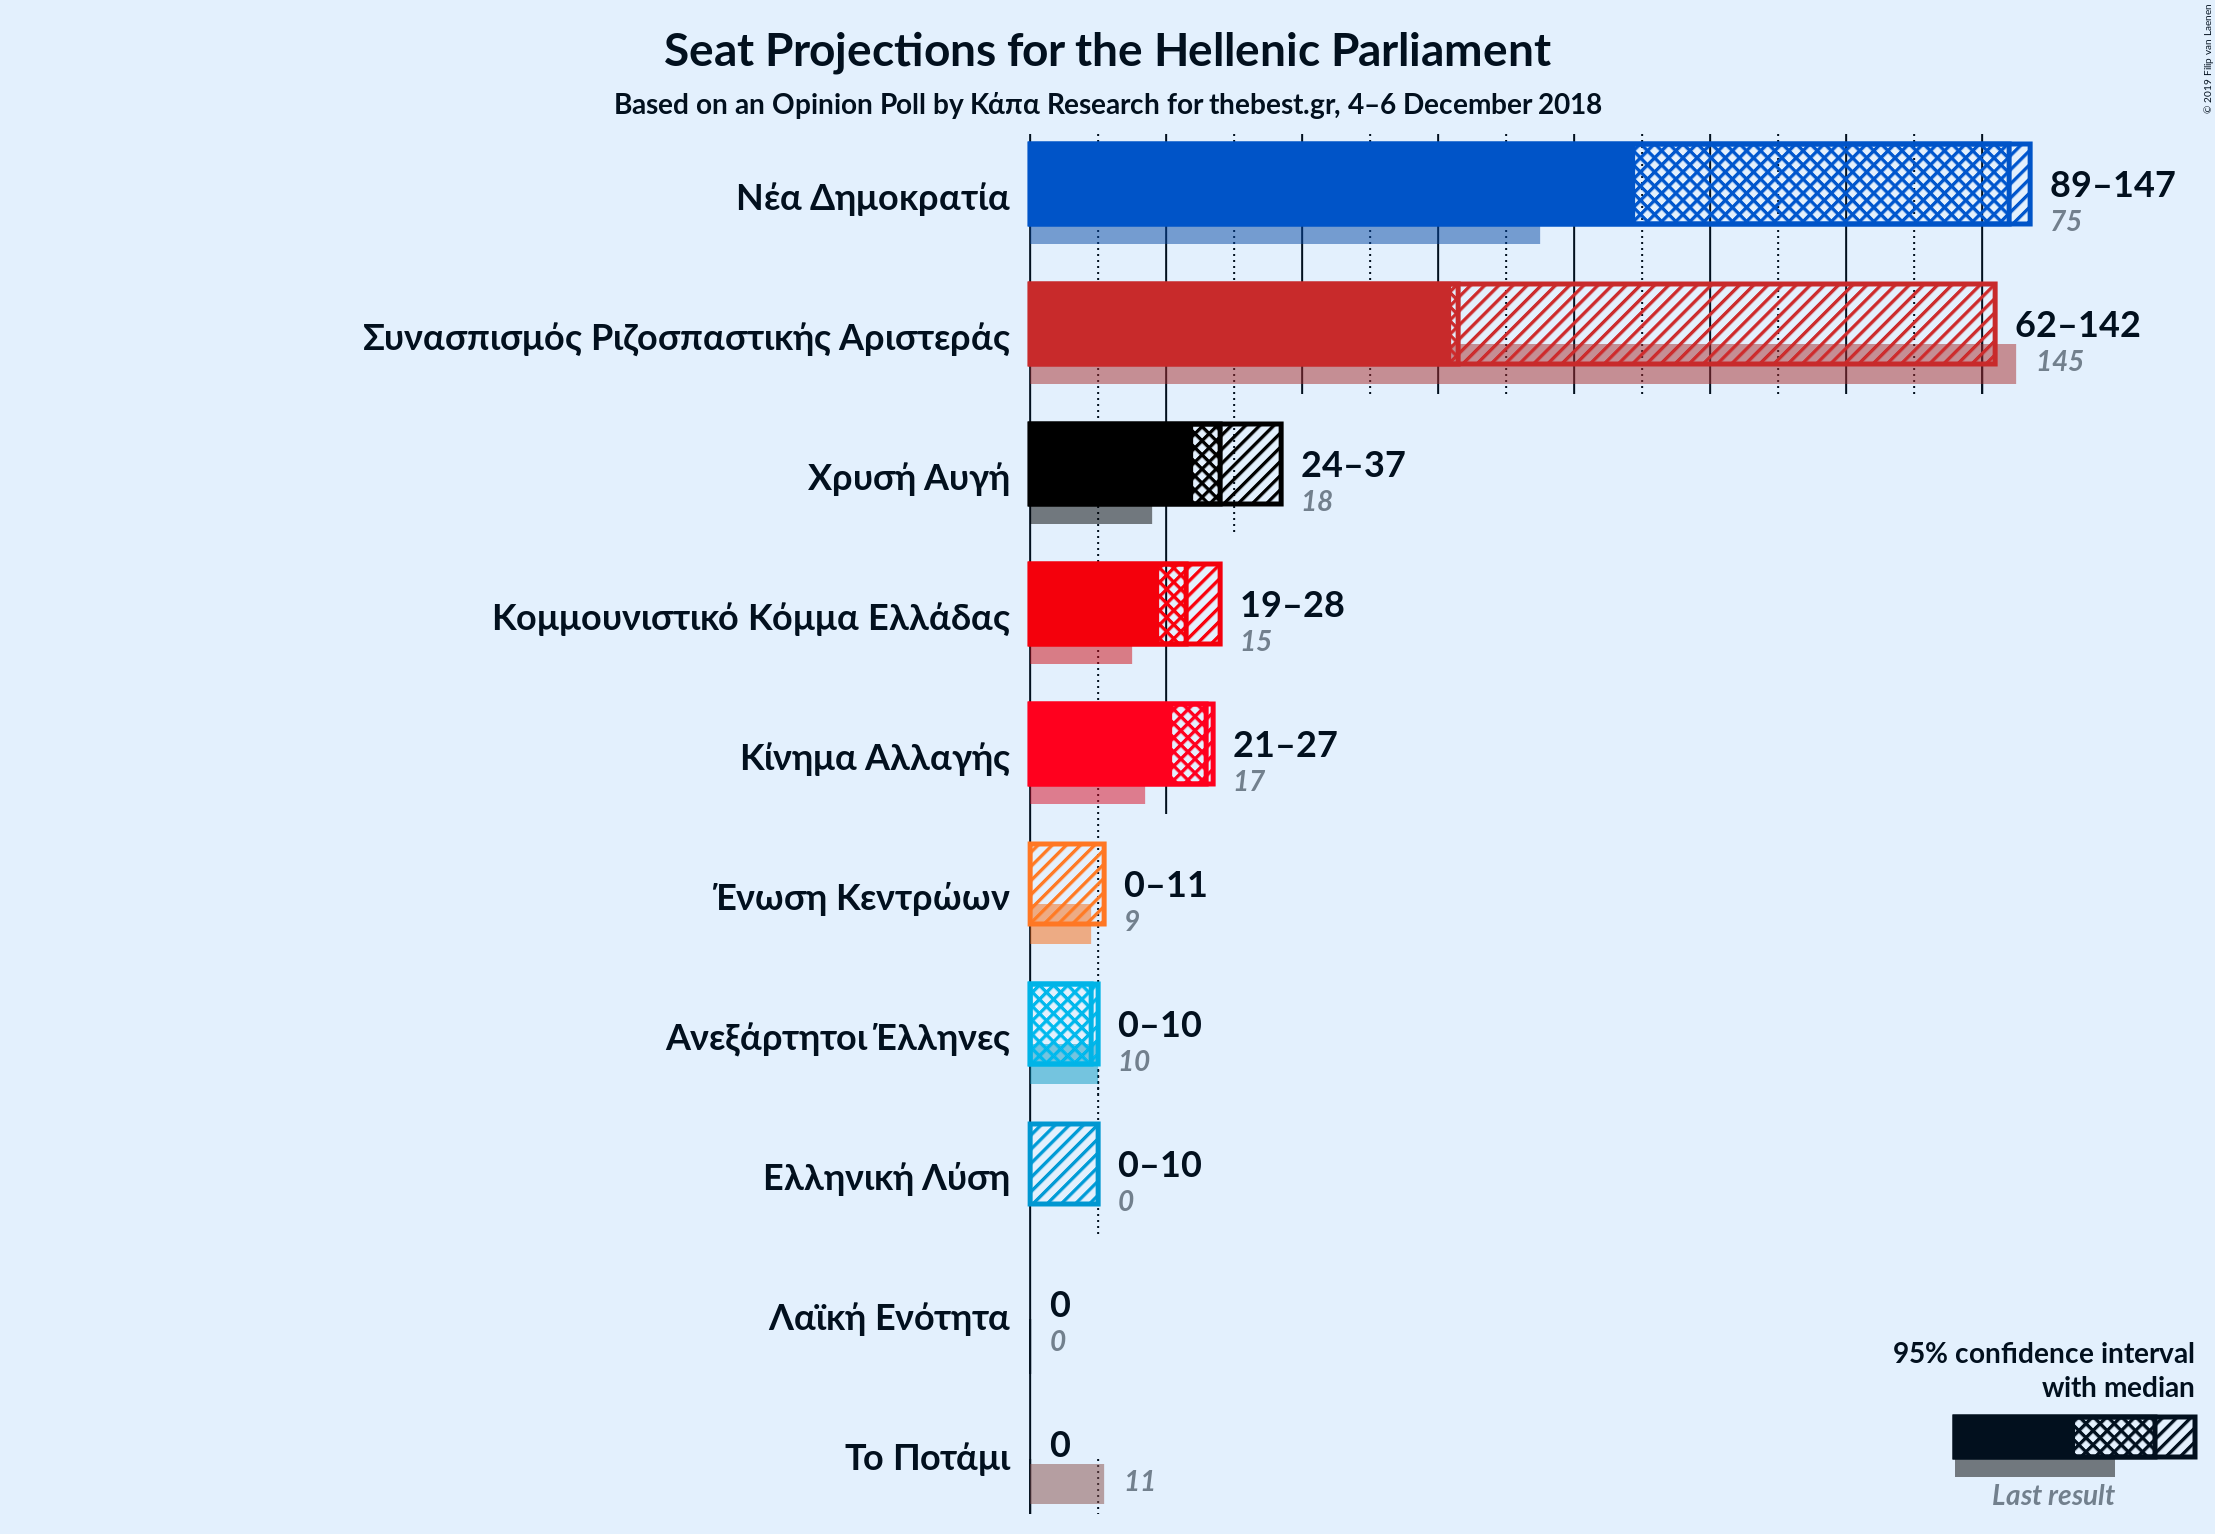 Seat Projections for the Hellenic Parliament
Based on an Opinion Poll by Κάπα Research for thebest.gr, 4–6 December 2018
© 2019 Filip van Laenen
Νέα Δημοκρατία
89–147
75
Συνασπισμός Ριζοσπαστικής Αριστεράς
62–142
145
Χρυσή Αυγή
24–37
18
Κομμουνιστικό Κόμμα Ελλάδας
19–28
15
Κίνημα Αλλαγής
21–27
17
Ένωση Κεντρώων
0–11
9
Ανεξάρτητοι Έλληνες
0–10
10
Ελληνική Λύση
0–10
0
Λαϊκή Ενότητα
0
0
Το Ποτάμι
0
11
95% confidence interval
with median
Last result